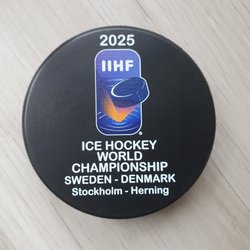 2025
IIHF
ICE HOCKEY
WORLD
CHAMPIONSHIP
SWEDEN - DENMARK
Stockholm - Herning